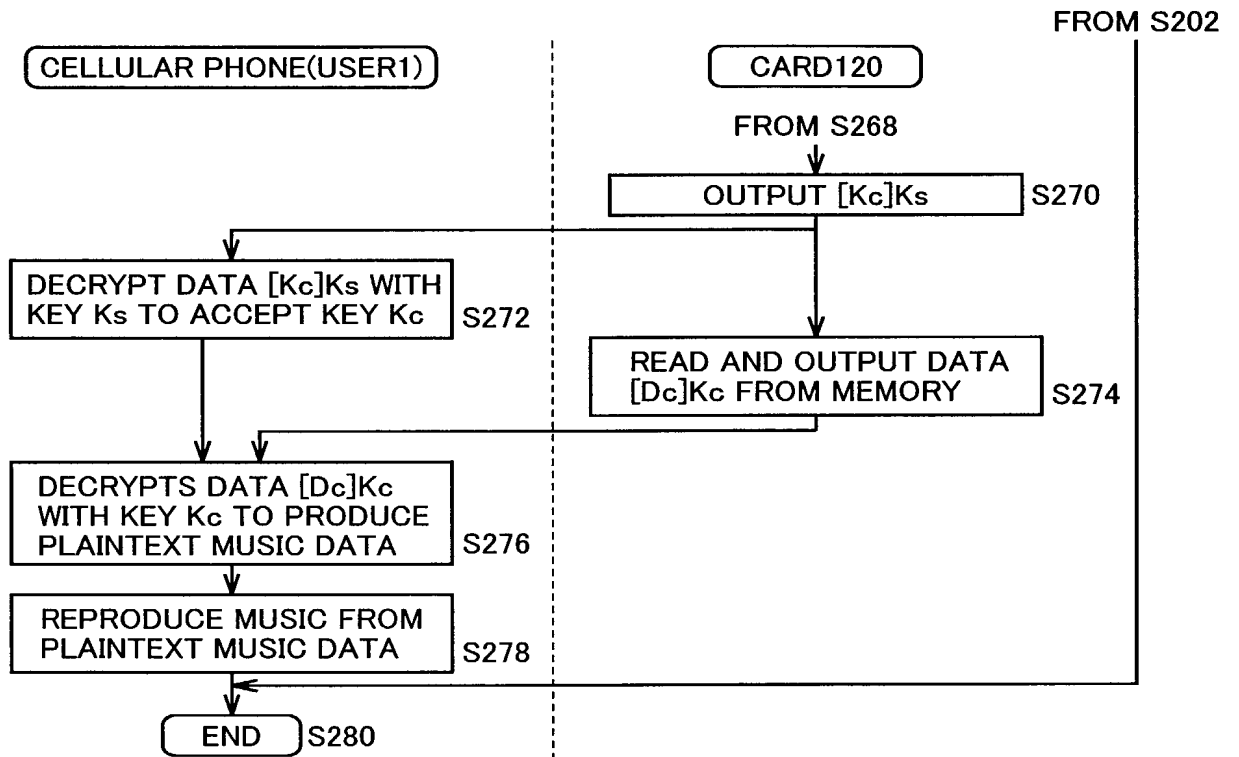 FROM S202
CELLULAR PHONE(USER1)
CARD120
FROM S268
OUTPUT [Kc]Ks
S270
DECRYPT DATA [Kc]Ks WITH
KEY Ks TO ACCEPT KEY Kc
S272
READ AND OUTPUT DATA
[Dc]Kc FROM MEMORY
S274
DECRYPTS DATA [Dc]Kc
WITH KEY Kc TO PRODUCE
PLAINTEXT MUSIC DATA
S276
REPRODUCE MUSIC FROM
PLAINTEXT MUSIC DATA
S278
END
S280